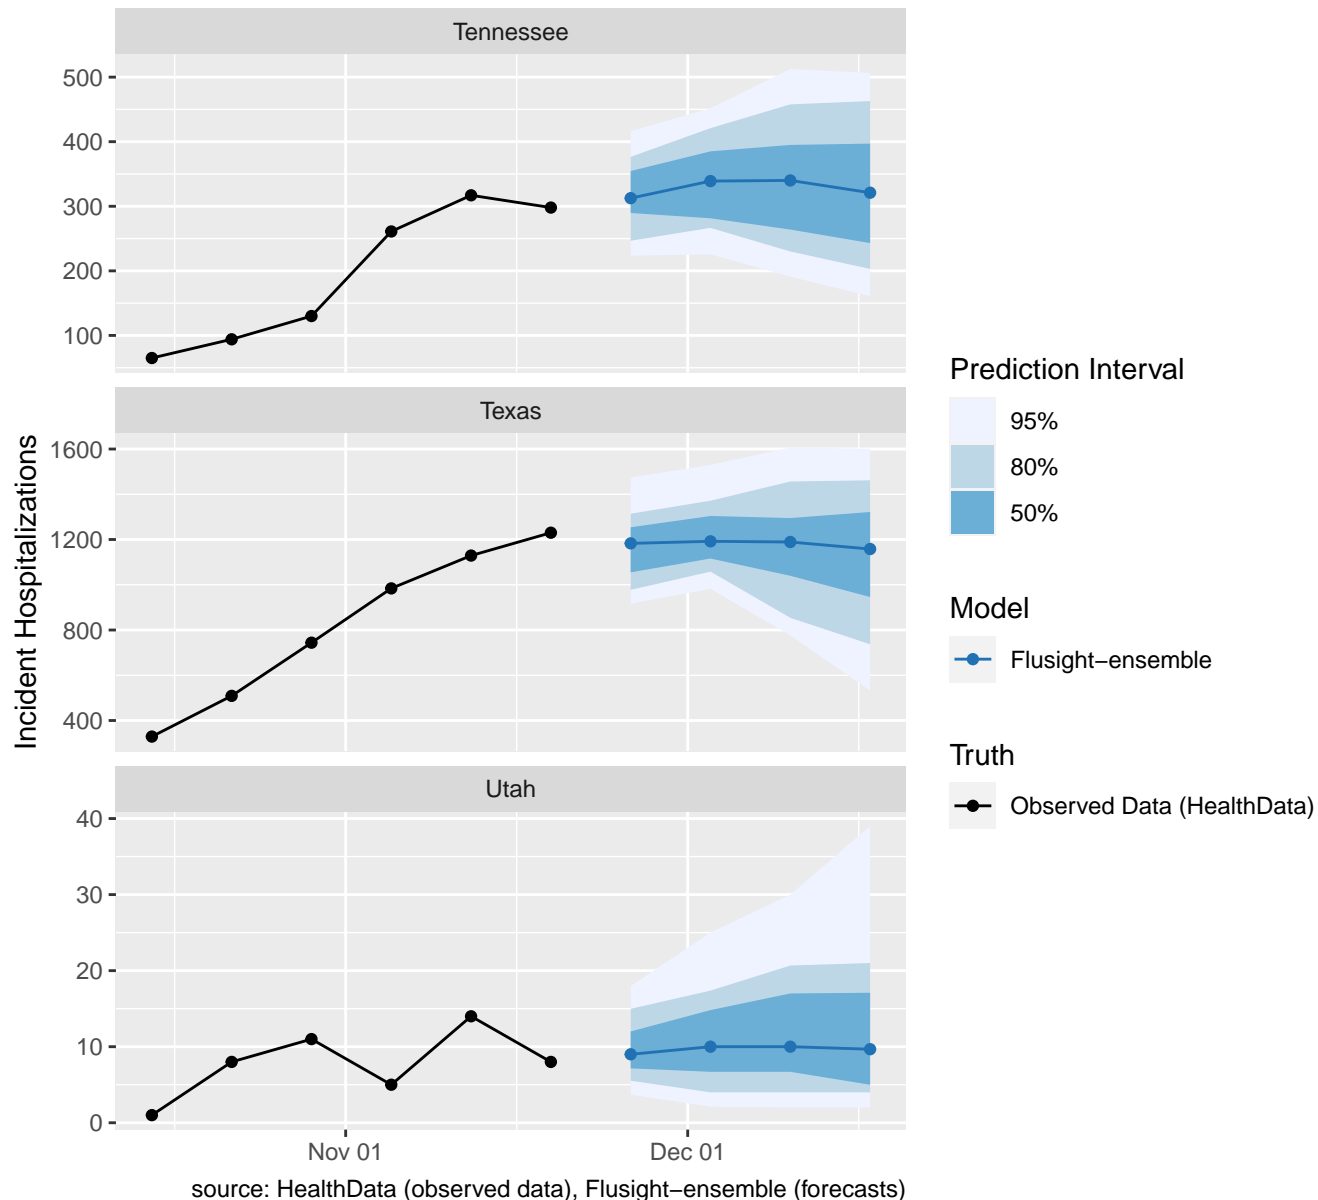 Tennessee
500
400
300
200
100
Texas
1600
1200
800
400
Utah
40
30
20
10
0
Nov 01
Dec 01
Incident Hospitalizations
source: HealthData (observed data), Flusight−ensemble (forecasts)
Prediction Interval
95%
80%
50%
Model
Flusight−ensemble
Truth
Observed Data (HealthData)